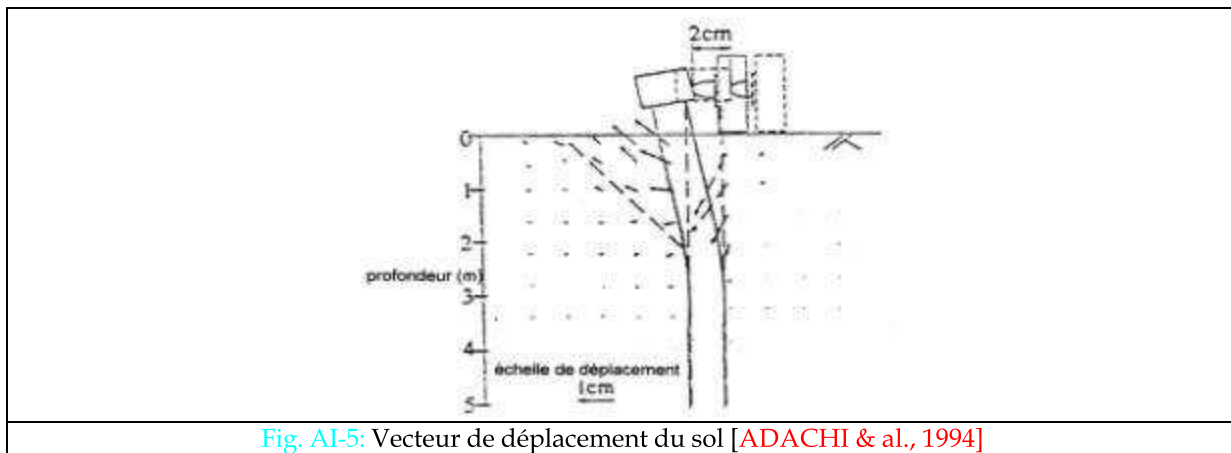 2cm
0
1
2
profondeur (m)
3
4
échelle de déplacement
1cm
5
Fig. AI-5: Vecteur de déplacement du sol [ADACHI & al., 1994]